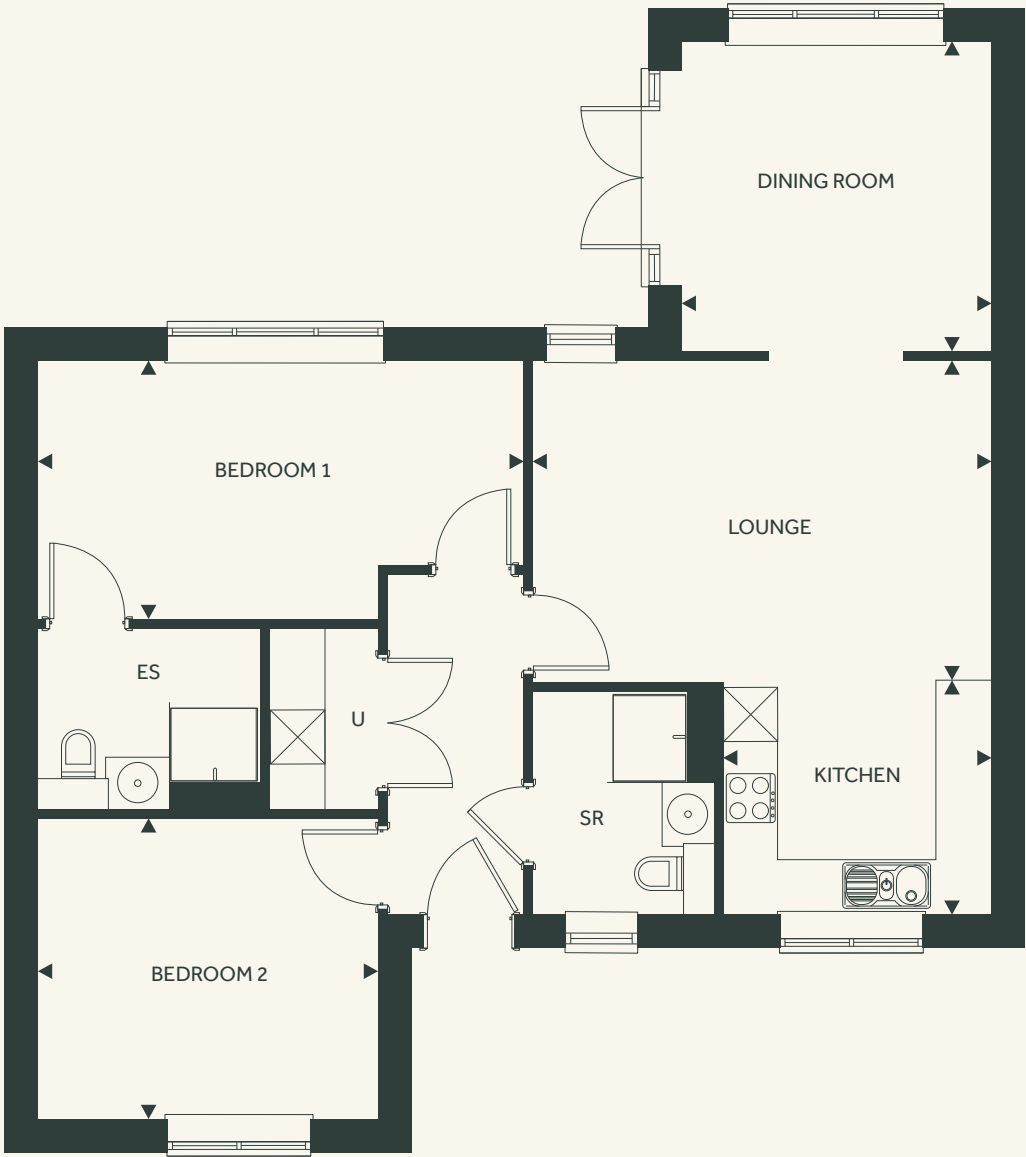 DINING ROOM
BEDROOM 1
LOUNGE
ES
U
KITCHEN
SR
BEDROOM 2